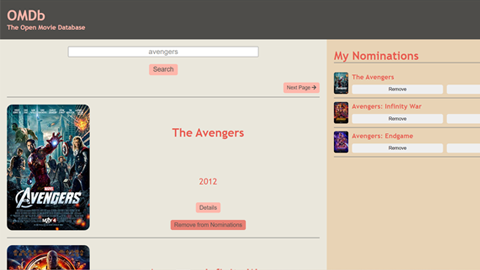 OMDb
The Open Movie Database
avengers
Search
Next Page →
The Avengers
2012
Details
Remove from Nominations
MARVEL
AVENGERS
My Nominations
The Avengers
Remove
Avengers: Infinity War
Remove
Avengers: Endgame
Remove